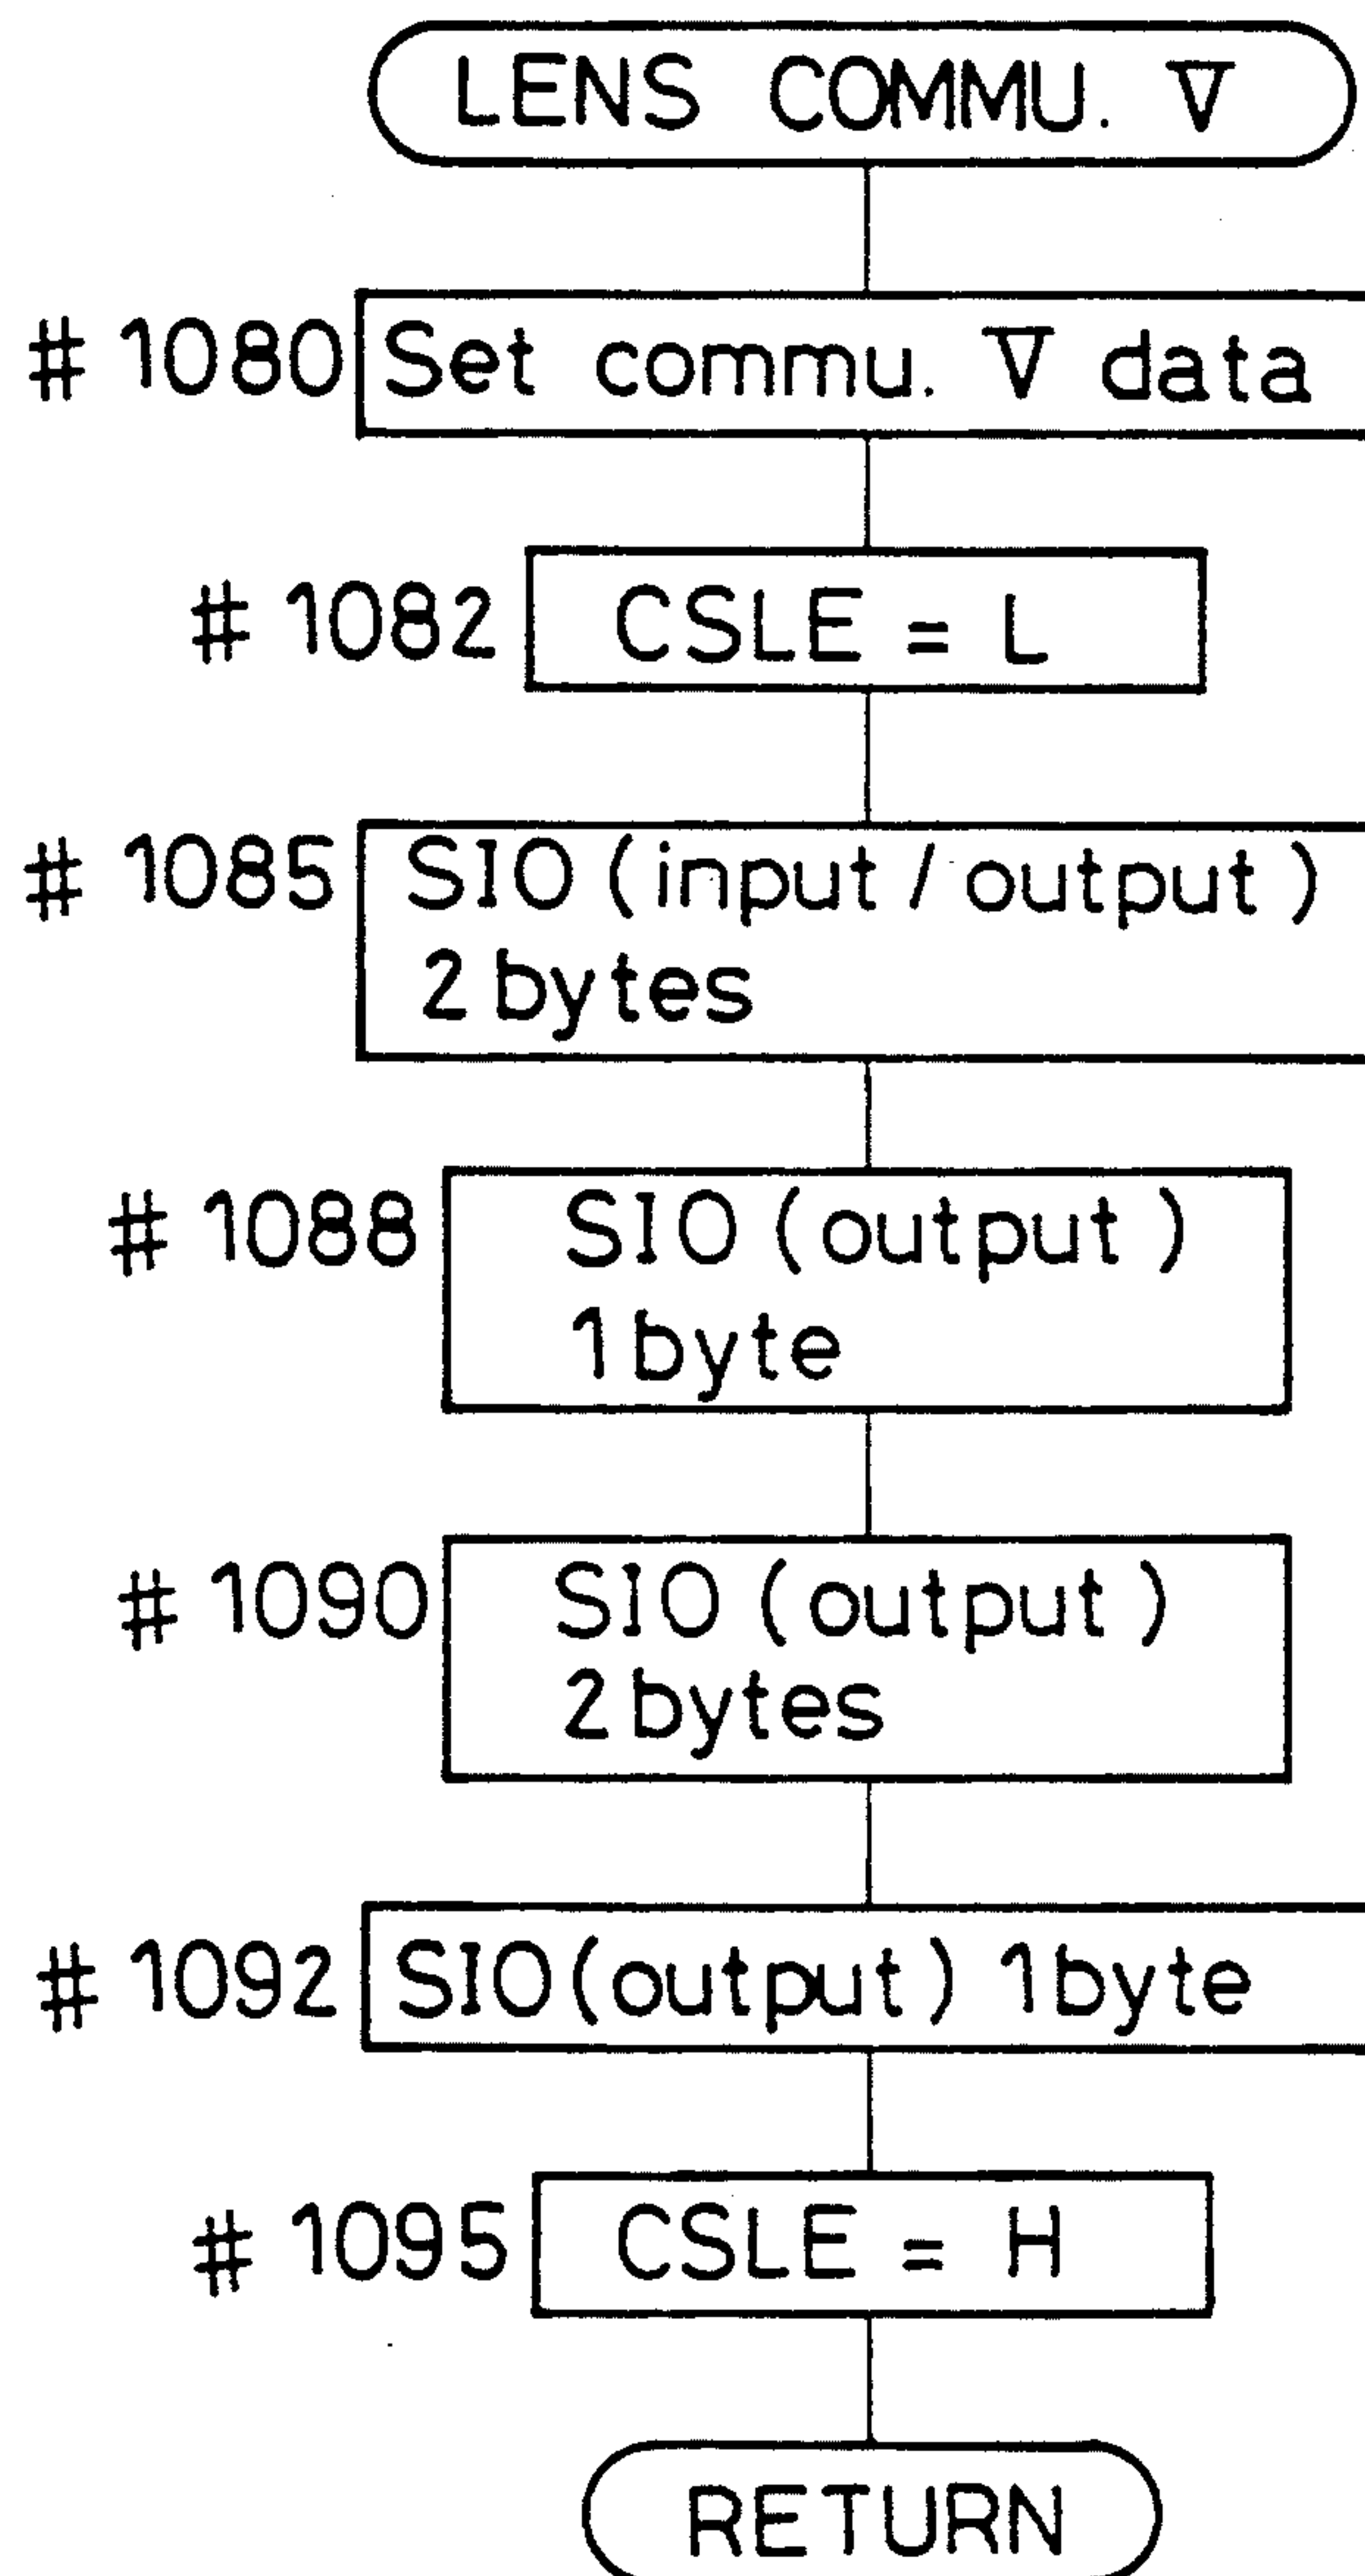 LENS COMMU. V
# 1080 Set commu. V data
# 1082 CSLE = L
# 1085 SIO (input / output)
2 bytes
# 1088 SIO (output)
1 byte
# 1090 SIO (output)
2 bytes
# 1092 SIO(output) 1 byte
# 1095 CSLE = H
RETURN